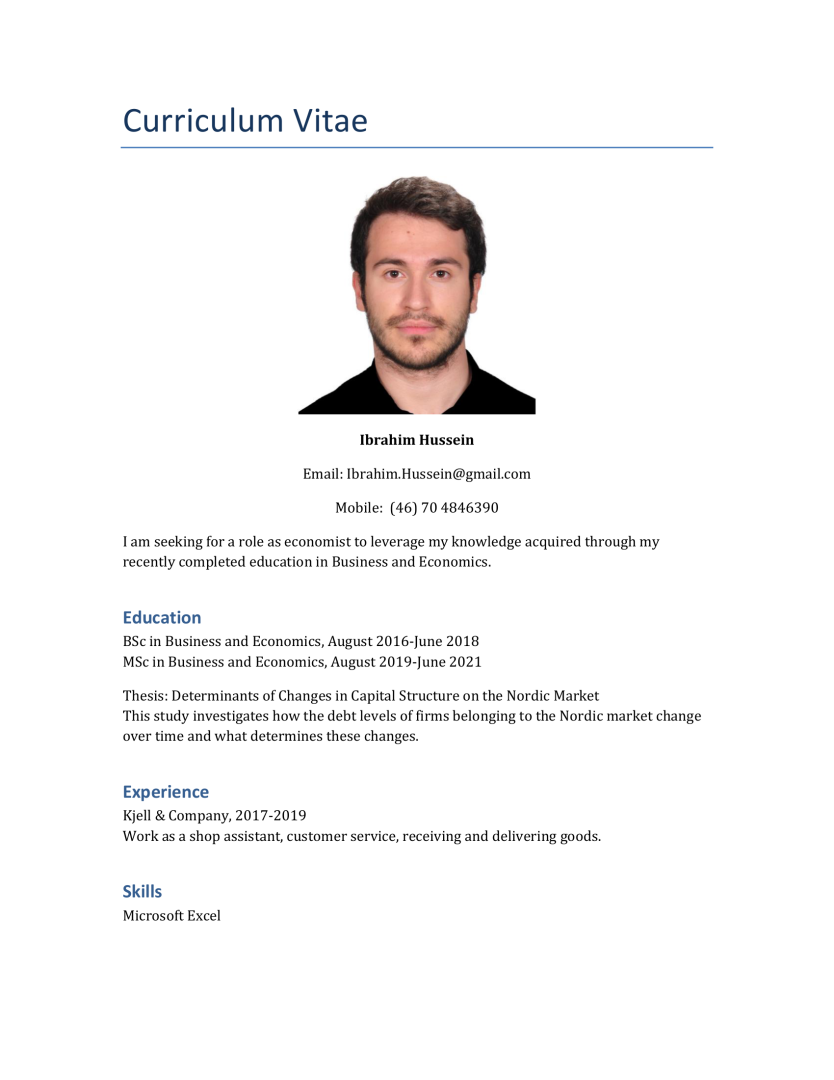 Curriculum Vitae
Ibrahim Hussein
Email: Ibrahim.Hussein@gmail.com
Mobile:  (46) 70 4846390
I am seeking for a role as economist to leverage my knowledge acquired through my
recently completed education in Business and Economics.
Education
BSc in Business and Economics, August 2016-June 2018
MSc in Business and Economics, August 2019-June 2021
Thesis: Determinants of Changes in Capital Structure on the Nordic Market
This study investigates how the debt levels of firms belonging to the Nordic market change
over time and what determines these changes.
Experience
Kjell & Company, 2017-2019
Work as a shop assistant, customer service, receiving and delivering goods.
Skills
Microsoft Excel